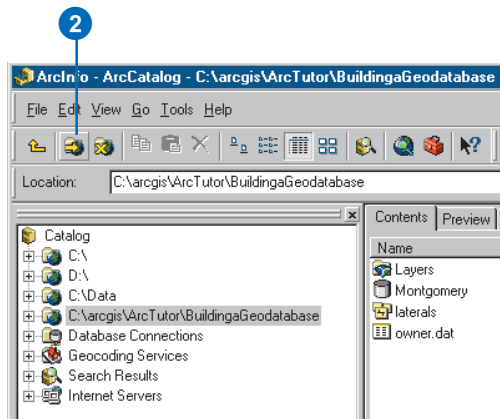 2
ArcInfo - ArcCatalog - C:\arcgis\ArcTutor\BuildingaGeodatabase
File Edit View Go Tools Help
Location: C:\arcgis\ArcTutor\BuildingaGeodatabase
Contents Preview
Catalog
C:\
D:\
C:\Data
C:\arcgis\ArcTutor\BuildingaGeodatabase
Database Connections
Geocoding Services
Search Results
Internet Servers
Name
Layers
Montgomery
laterals
owner.dat